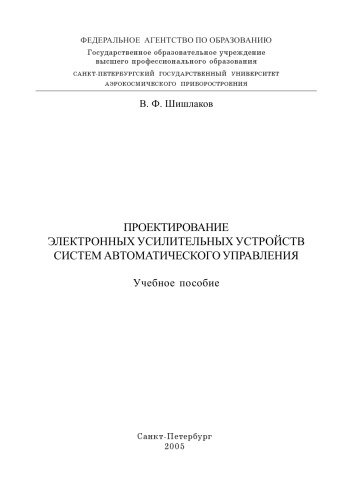 ФЕДЕРАЛЬНОЕ АГЕНТСТВО ПО ОБРАЗОВАНИЮ
Государственное образовательное учреждение
высшего профессионального образования
САНКТ-ПЕТЕРБУРГСКИЙ ГОСУДАРСТВЕННЫЙ УНИВЕРСИТЕТ
АЭРОКОСМИЧЕСКОГО ПРИБОРОСТРОЕНИЯ
В. Ф. Шишлаков
ПРОЕКТИРОВАНИЕ
ЭЛЕКТРОННЫХ УСИЛИТЕЛЬНЫХ УСТРОЙСТВ
СИСТЕМ АВТОМАТИЧЕСКОГО УПРАВЛЕНИЯ
Учебное пособие
Санкт-Петербург
2005